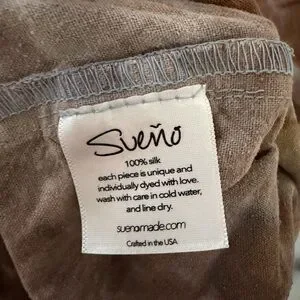 Sueño
100% silk
each piece is unique and
individually dyed with love.
wash with care in cold water,
and line dry.
suenomade.com
Crafted in the USA